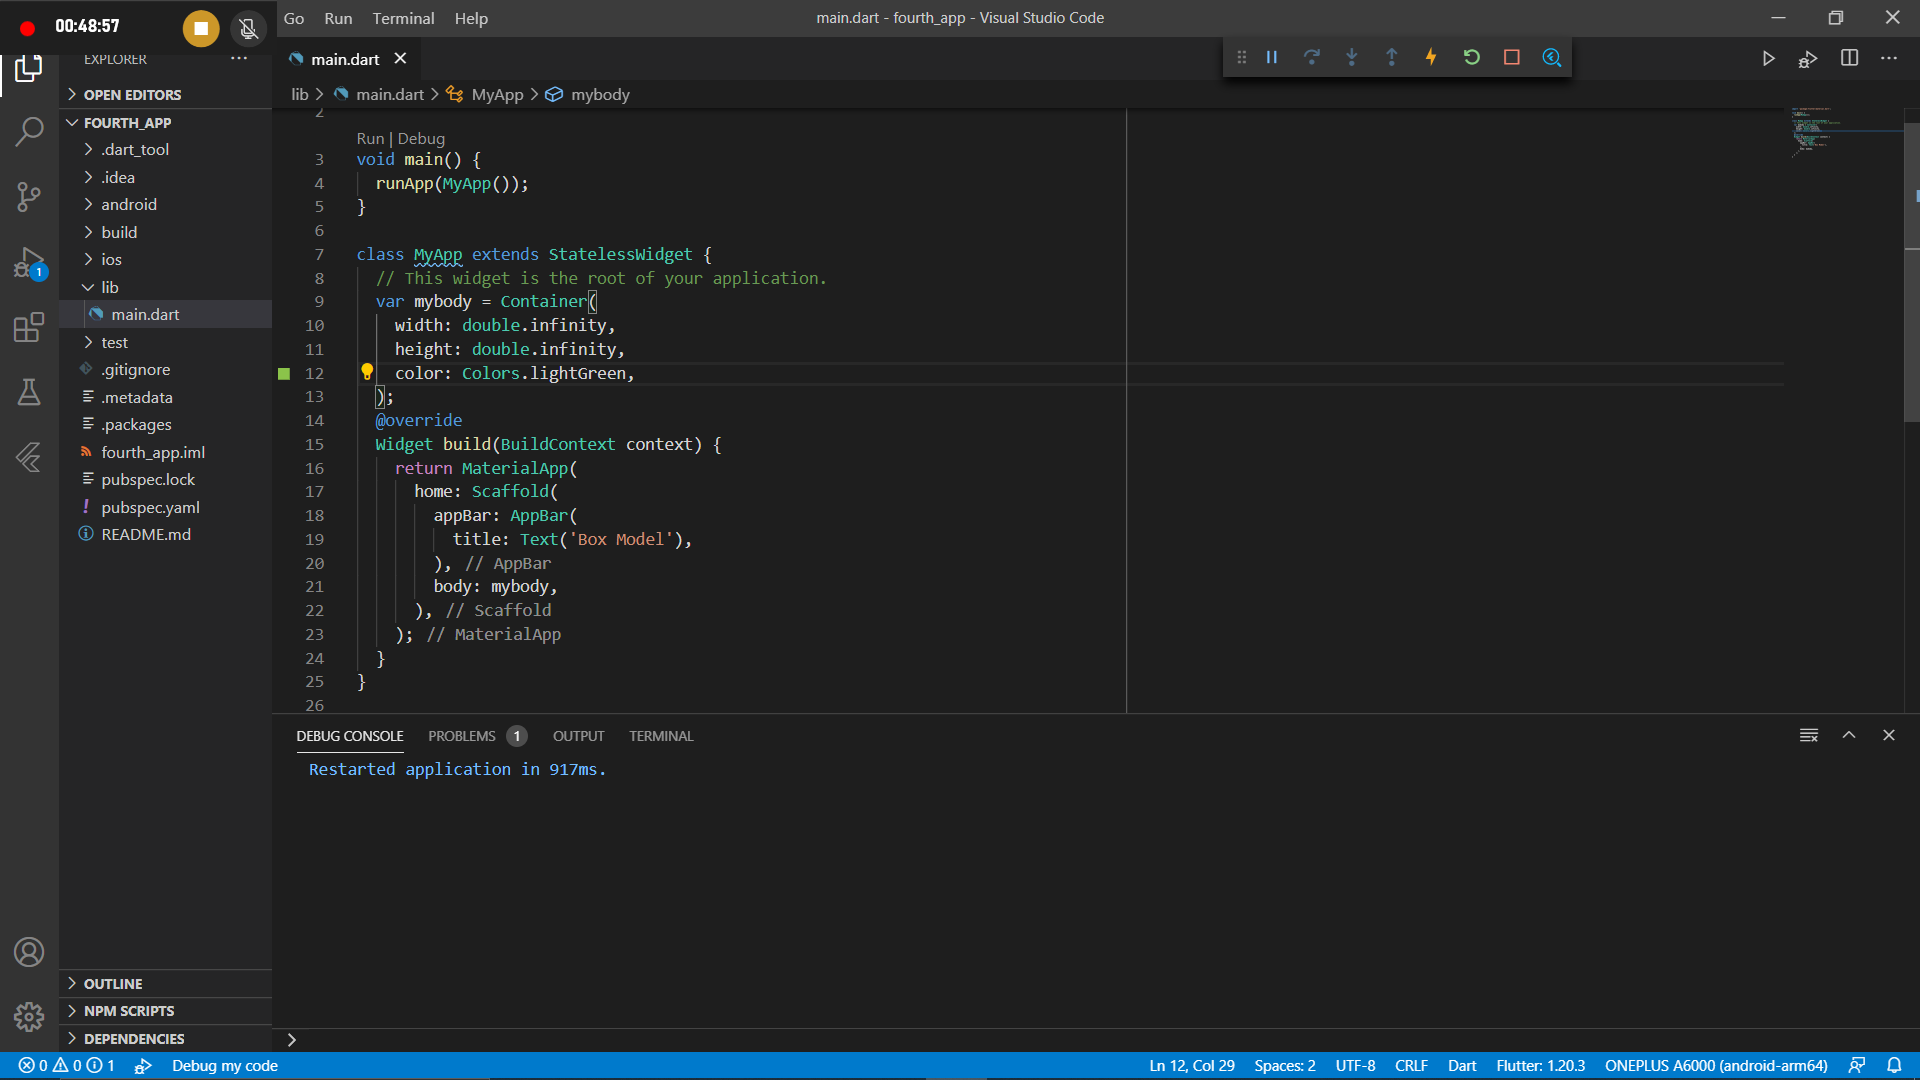 00:48:57
Go Run Terminal Help
main.dart - fourth_app - Visual Studio Code
EXPLORER
main.dart
OPEN EDITORS
lib > main.dart > MyApp > mybody
FOURTH_APP
.dart_tool
.idea
android
build
ios
lib
main.dart
test
.gitignore
.metadata
.packages
fourth_app.iml
pubspec.lock
! pubspec.yaml
README.md
OUTLINE
NPM SCRIPTS
DEPENDENCIES
2
Run | Debug
3 void main() {
4 runApp(MyApp());
5 }
6
7 class MyApp extends StatelessWidget {
8 // This widget is the root of your application.
9 var mybody = Container(
10 width: double.infinity,
11 height: double.infinity,
12 color: Colors.lightGreen,
13 );
14 @override
15 Widget build(BuildContext context) {
16 return MaterialApp(
17 home: Scaffold(
18 appBar: AppBar(
19 title: Text('Box Model'),
20 ), // AppBar
21 body: mybody,
22 ), // Scaffold
23 ); // MaterialApp
24 }
25 }
26
DEBUG CONSOLE PROBLEMS 1 OUTPUT TERMINAL
Restarted application in 917ms.
0 0 1 Debug my code
Ln 12, Col 29 Spaces: 2 UTF-8 CRLF Dart Flutter: 1.20.3 ONEPLUS A6000 (android-arm64)
1